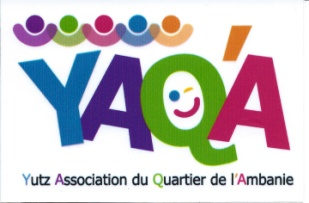 YAQ'A
Yutz Association du Quartier de l'Ambanie